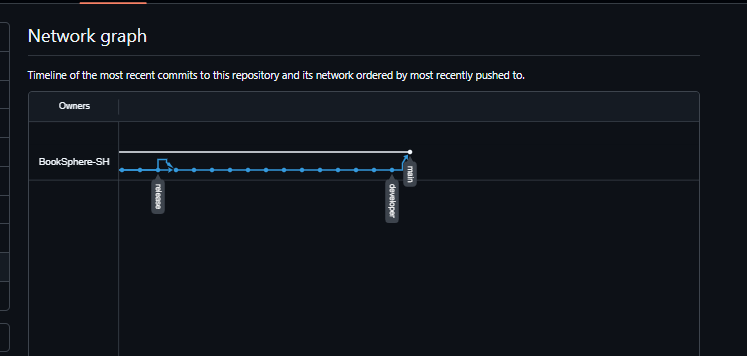 Network graph
Timeline of the most recent commits to this repository and its network ordered by most recently pushed to.
Owners
BookSphere-SH
main
release
developer